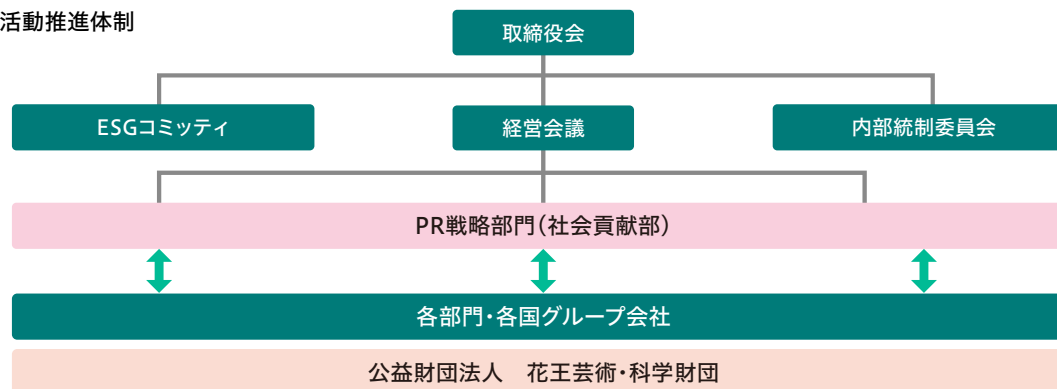 活動推進体制
取締役会
ESGコミッティ
経営会議
内部統制委員会
PR戦略部門（社会貢献部）
各部門・各国グループ会社
公益財団法人　花王芸術・科学財団